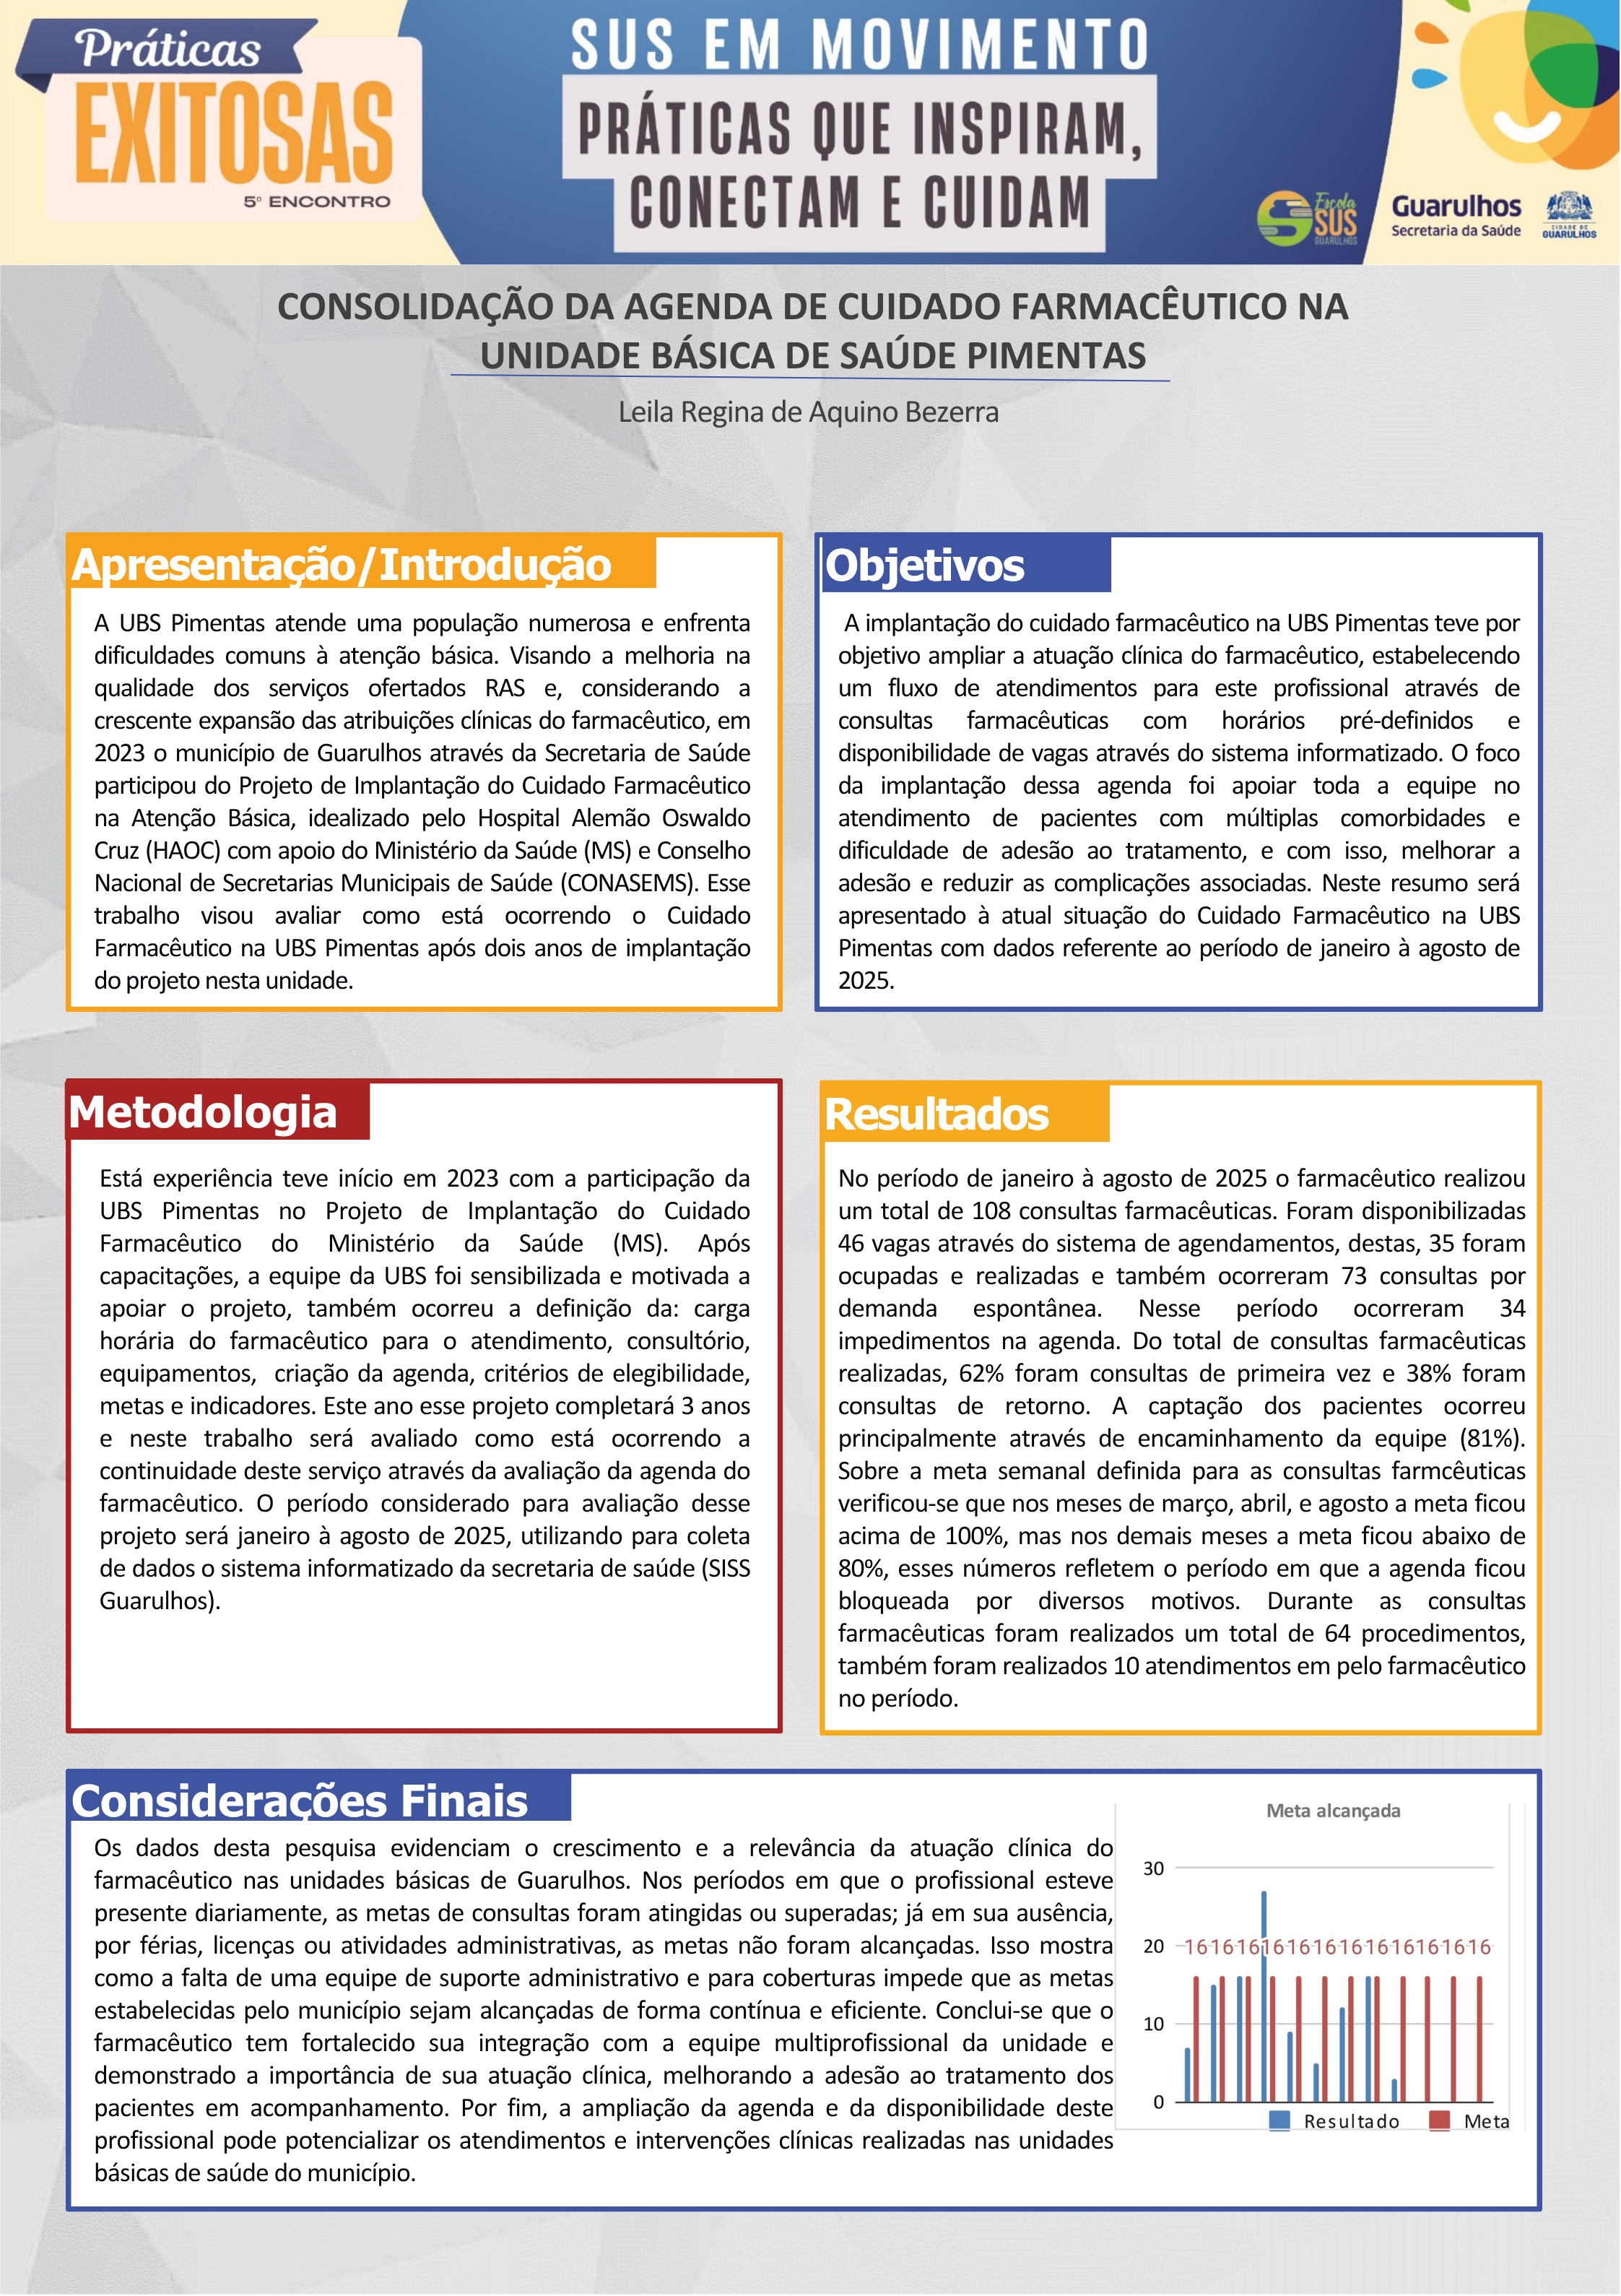 Práticas
EXITOSAS
5º ENCONTRO
SUS EM MOVIMENTO
PRÁTICAS QUE INSPIRAM,
CONECTAM E CUIDAM
Escola
SUS
GUARULHOS
Guarulhos
Secretaria da Saúde
CIDADE DE
GUARULHOS
CONSOLIDAÇÃO DA AGENDA DE CUIDADO FARMACÊUTICO NA
UNIDADE BÁSICA DE SAÚDE PIMENTAS
Leila Regina de Aquino Bezerra
Apresentação/Introdução
A UBS Pimentas atende uma população numerosa e enfrenta
dificuldades comuns à atenção básica. Visando a melhoria na
qualidade dos serviços ofertados RAS e, considerando a
crescente expansão das atribuições clínicas do farmacêutico, em
2023 o município de Guarulhos através da Secretaria de Saúde
participou do Projeto de Implantação do Cuidado Farmacêutico
na Atenção Básica, idealizado pelo Hospital Alemão Oswaldo
Cruz (HAOC) com apoio do Ministério da Saúde (MS) e Conselho
Nacional de Secretarias Municipais de Saúde (CONASEMS). Esse
trabalho visou avaliar como está ocorrendo o Cuidado
Farmacêutico na UBS Pimentas após dois anos de implantação
do projeto nesta unidade.
Objetivos
A implantação do cuidado farmacêutico na UBS Pimentas teve por
objetivo ampliar a atuação clínica do farmacêutico, estabelecendo
um fluxo de atendimentos para este profissional através de
consultas farmacêuticas com horários pré-definidos e
disponibilidade de vagas através do sistema informatizado. O foco
da implantação dessa agenda foi apoiar toda a equipe no
atendimento de pacientes com múltiplas comorbidades e
dificuldade de adesão ao tratamento, e com isso, melhorar a
adesão e reduzir as complicações associadas. Neste resumo será
apresentado à atual situação do Cuidado Farmacêutico na UBS
Pimentas com dados referente ao período de janeiro à agosto de
2025.
Metodologia
Está experiência teve início em 2023 com a participação da
UBS Pimentas no Projeto de Implantação do Cuidado
Farmacêutico do Ministério da Saúde (MS). Após
capacitações, a equipe da UBS foi sensibilizada e motivada a
apoiar o projeto, também ocorreu a definição da: carga
horária do farmacêutico para o atendimento, consultório,
equipamentos, criação da agenda, critérios de elegibilidade,
metas e indicadores. Este ano esse projeto completará 3 anos
e neste trabalho será avaliado como está ocorrendo a
continuidade deste serviço através da avaliação da agenda do
farmacêutico. O período considerado para avaliação desse
projeto será janeiro à agosto de 2025, utilizando para coleta
de dados o sistema informatizado da secretaria de saúde (SISS
Guarulhos).
Resultados
No período de janeiro à agosto de 2025 o farmacêutico realizou
um total de 108 consultas farmacêuticas. Foram disponibilizadas
46 vagas através do sistema de agendamentos, destas, 35 foram
ocupadas e realizadas e também ocorreram 73 consultas por
demanda espontânea. Nesse período ocorreram 34
impedimentos na agenda. Do total de consultas farmacêuticas
realizadas, 62% foram consultas de primeira vez e 38% foram
consultas de retorno. A captação dos pacientes ocorreu
principalmente através de encaminhamento da equipe (81%).
Sobre a meta semanal definida para as consultas farmcêuticas
verificou-se que nos meses de março, abril, e agosto a meta ficou
acima de 100%, mas nos demais meses a meta ficou abaixo de
80%, esses números refletem o período em que a agenda ficou
bloqueada por diversos motivos. Durante as consultas
farmacêuticas foram realizados um total de 64 procedimentos,
também foram realizados 10 atendimentos em pelo farmacêutico
no período.
Considerações Finais
Os dados desta pesquisa evidenciam o crescimento e a relevância da atuação clínica do
farmacêutico nas unidades básicas de Guarulhos. Nos períodos em que o profissional esteve
presente diariamente, as metas de consultas foram atingidas ou superadas; já em sua ausência,
por férias, licenças ou atividades administrativas, as metas não foram alcançadas. Isso mostra
como a falta de uma equipe de suporte administrativo e para coberturas impede que as metas
estabelecidas pelo município sejam alcançadas de forma contínua e eficiente. Conclui-se que o
farmacêutico tem fortalecido sua integração com a equipe multiprofissional da unidade e
demonstrado a importância de sua atuação clínica, melhorando a adesão ao tratamento dos
pacientes em acompanhamento. Por fim, a ampliação da agenda e da disponibilidade deste
profissional pode potencializar os atendimentos e intervenções clínicas realizadas nas unidades
básicas de saúde do município.
Meta alcançada
30
20 16 16 16 16 16 16 16 16 16 16 16 16
10
0
Resultado Meta